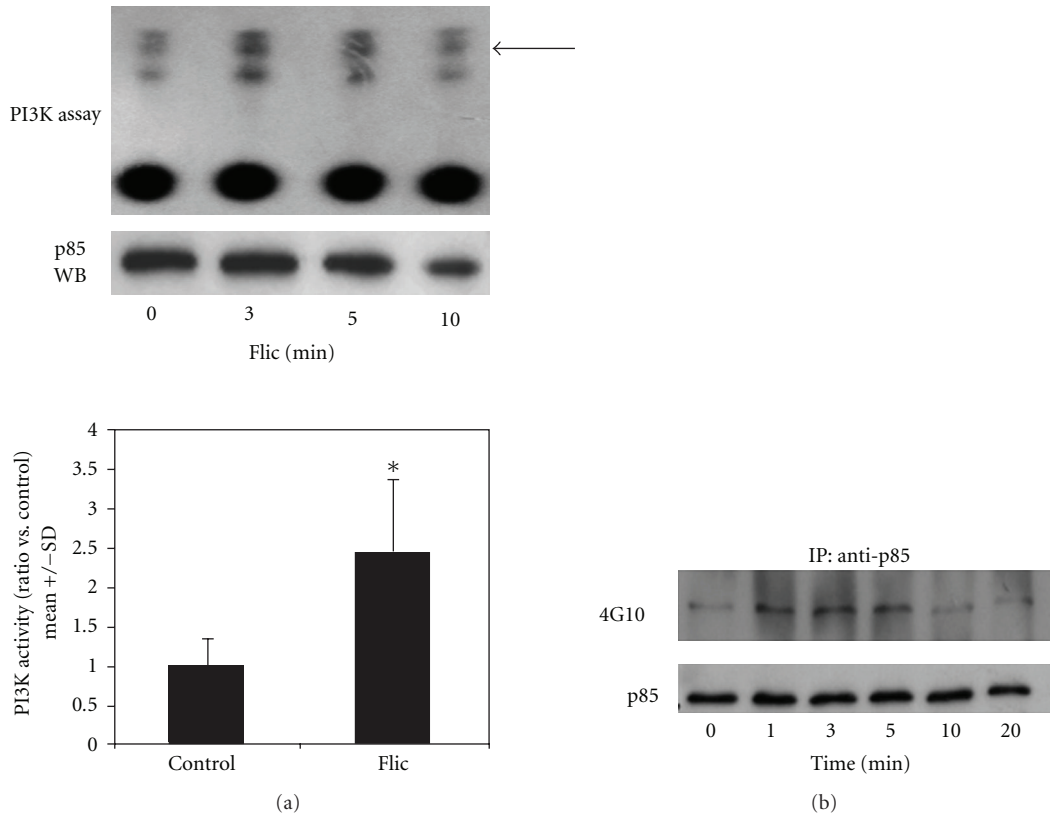 PI3K assay
p85
WB
0 3 5 10
Flic (min)
PI3K activity (ratio vs. control)
mean +/−SD
4
3.5
3
2.5
2
1.5
1
0.5
0
*
Control Flic
(a)
IP: anti-p85
4G10
p85
0 1 3 5 10 20
Time (min)
(b)